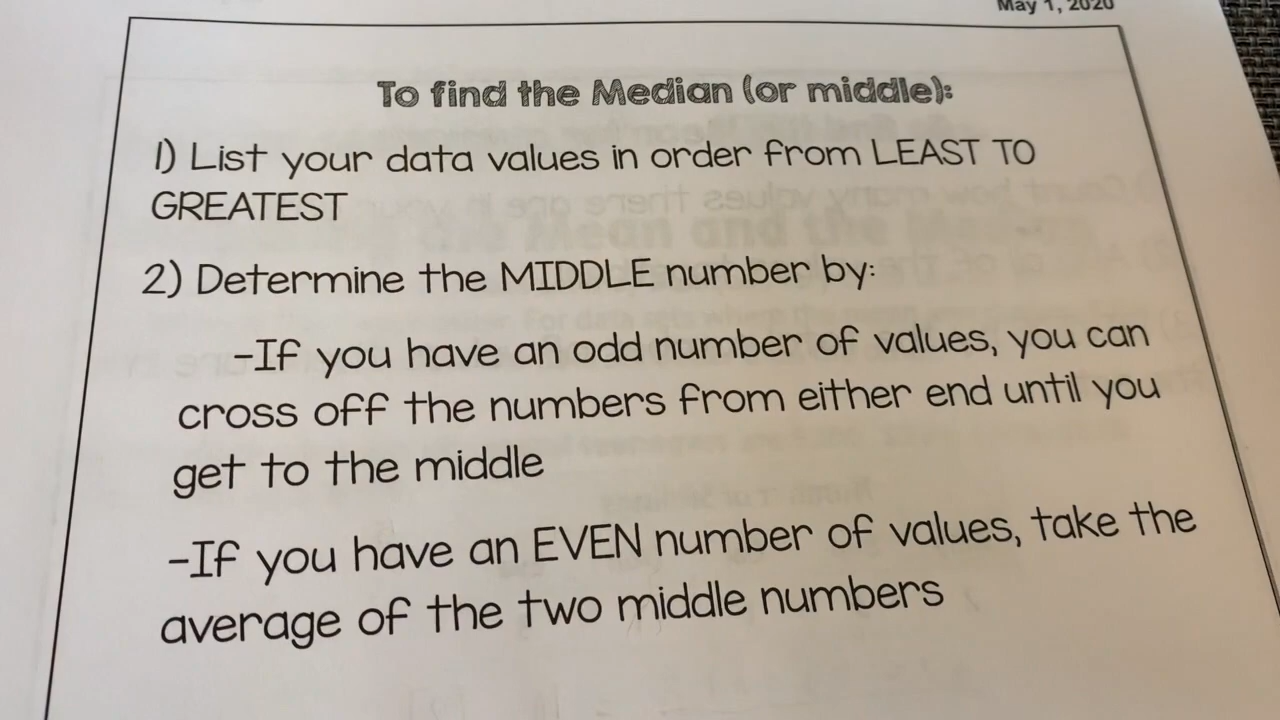 May 1, 2020
To find the Median (or middle):
1) List your data values in order from LEAST TO
GREATEST
2) Determine the MIDDLE number by:
-If you have an odd number of values, you can
cross off the numbers from either end until you
get to the middle
-If you have an EVEN number of values, take the
average of the two middle numbers